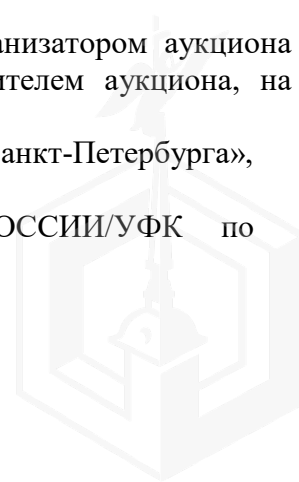 анизатором аукциона
ителем аукциона, на
анкт-Петербурга»,
ОССИИ/УФК по